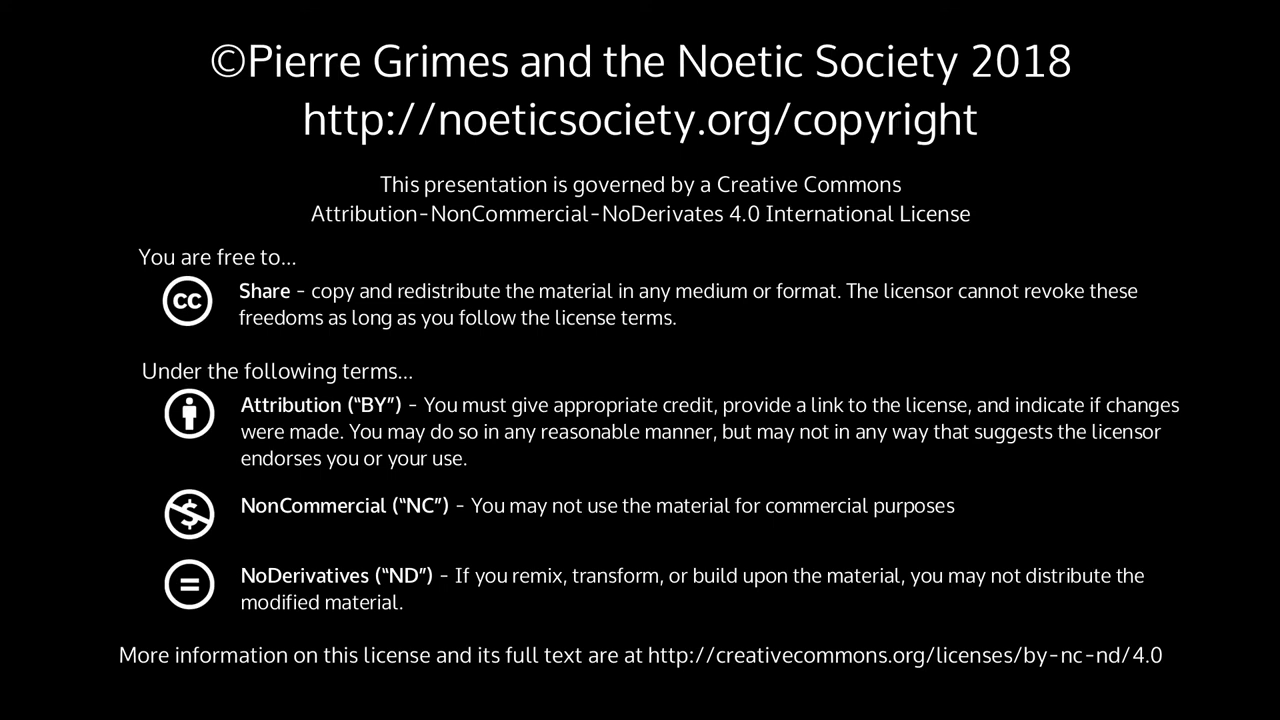 ©Pierre Grimes and the Noetic Society 2018
http://noeticsociety.org/copyright
This presentation is governed by a Creative Commons
Attribution-NonCommercial-NoDerivates 4.0 International License
You are free to...
cc
Share - copy and redistribute the material in any medium or format. The licensor cannot revoke these
freedoms as long as you follow the license terms.
Under the following terms...
Attribution (“BY”) - You must give appropriate credit, provide a link to the license, and indicate if changes
were made. You may do so in any reasonable manner, but may not in any way that suggests the licensor
endorses you or your use.
NonCommercial (“NC”) - You may not use the material for commercial purposes
NoDerivatives (“ND”) - If you remix, transform, or build upon the material, you may not distribute the
modified material.
More information on this license and its full text are at http://creativecommons.org/licenses/by-nc-nd/4.0